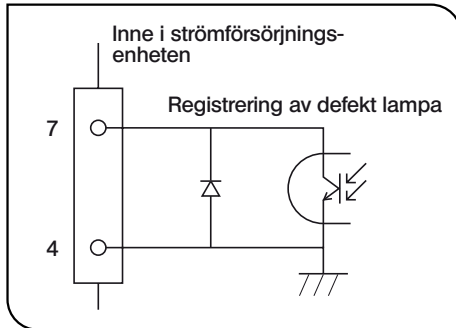 Inne i strömförsörjnings-
enheten
Registrering av defekt lampa
7
4